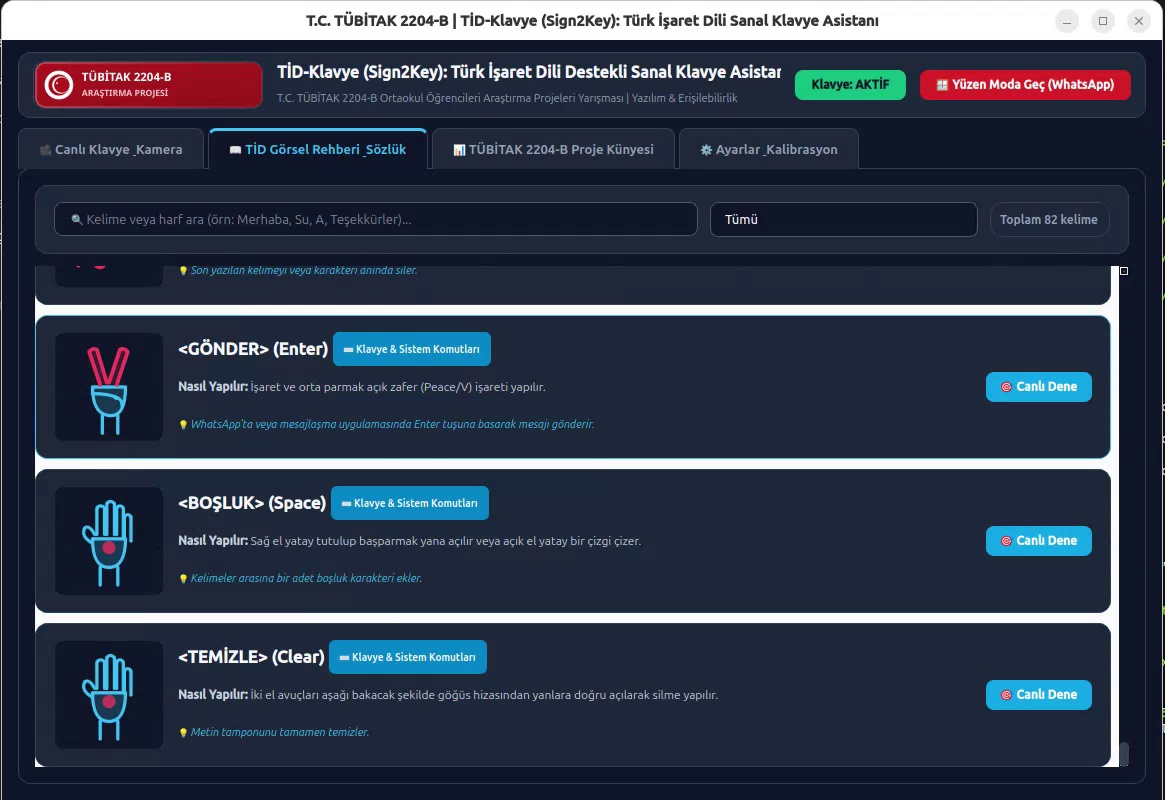 T.C. TÜBİTAK 2204-B | TİD-Klavye (Sign2Key): Türk İşaret Dili Sanal Klavye Asistanı
TÜBİTAK 2204-B
ARAŞTIRMA PROJESİ
TİD-Klavye (Sign2Key): Türk İşaret Dili Destekli Sanal Klavye Asistan
T.C. TÜBİTAK 2204-B Ortaokul Öğrencileri Araştırma Projeleri Yarışması | Yazılım & Erişilebilirlik
Klavye: AKTİF
Yüzen Moda Geç (WhatsApp)
Canlı Klavye _Kamera
TİD Görsel Rehberi _Sözlük
TÜBİTAK 2204-B Proje Künyesi
Ayarlar _Kalibrasyon
Kelime veya harf ara (örn: Merhaba, Su, A, Teşekkürler)...
Tümü
Toplam 82 kelime
Son yazılan kelimeyi veya karakteri anında siler.
<GÖNDER> (Enter)
Klavye & Sistem Komutları
Nasıl Yapılır: İşaret ve orta parmak açık zafer (Peace/V) işareti yapılır.
Canlı Dene
WhatsApp'ta veya mesajlaşma uygulamasında Enter tuşuna basarak mesajı gönderir.
<BOŞLUK> (Space)
Klavye & Sistem Komutları
Nasıl Yapılır: Sağ el yatay tutulup başparmak yana açılır veya açık el yatay bir çizgi çizer.
Canlı Dene
Kelimeler arasına bir adet boşluk karakteri ekler.
<TEMİZLE> (Clear)
Klavye & Sistem Komutları
Nasıl Yapılır: İki el avuçları aşağı bakacak şekilde göğüs hizasından yanlara doğru açılarak silme yapılır.
Canlı Dene
Metin tamponunu tamamen temizler.